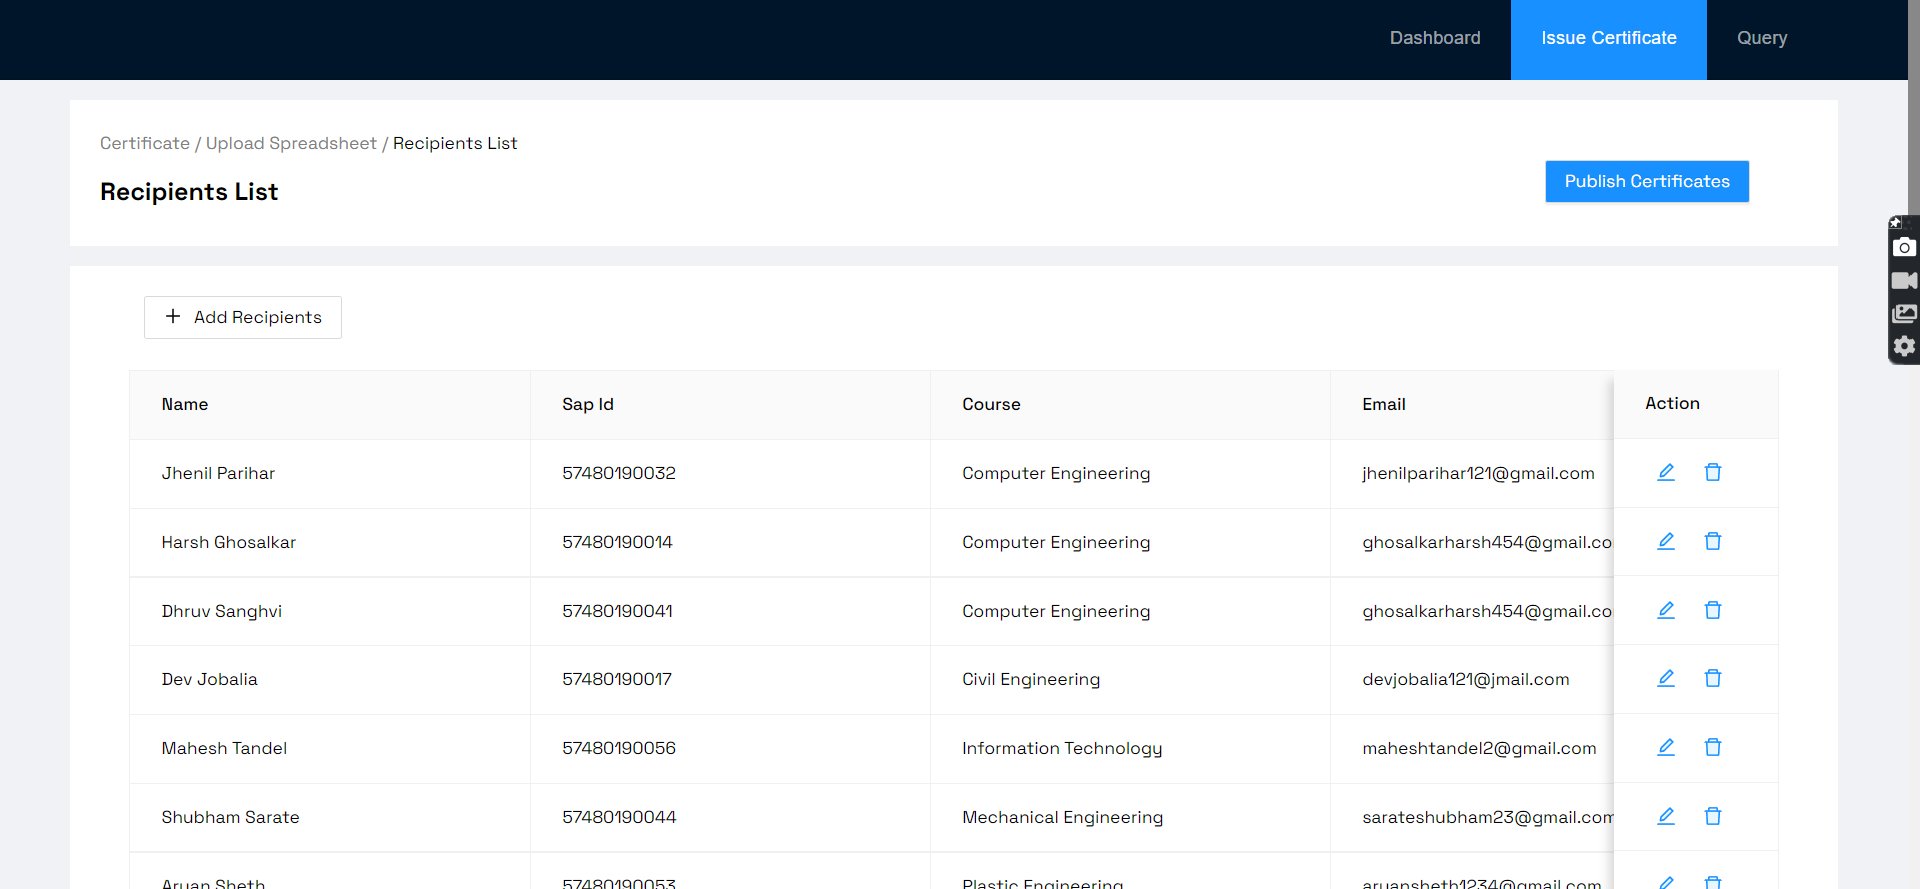 Dashboard Issue Certificate Query
Certificate / Upload Spreadsheet / Recipients List
Recipients List
Publish Certificates
+ Add Recipients
Name Sap Id Course Email Action
Jhenil Parihar 57480190032 Computer Engineering jhenilparihar121@gmail.com
Harsh Ghosalkar 57480190014 Computer Engineering ghosalkarharsh454@gmail.co
Dhruv Sanghvi 57480190041 Computer Engineering ghosalkarharsh454@gmail.co
Dev Jobalia 57480190017 Civil Engineering devjobalia121@jmail.com
Mahesh Tandel 57480190056 Information Technology maheshtandel2@gmail.com
Shubham Sarate 57480190044 Mechanical Engineering sarateshubham23@gmail.com
Aryan Sheth 57480190053 Plastic Engineering aryansheth1234@gmail.com